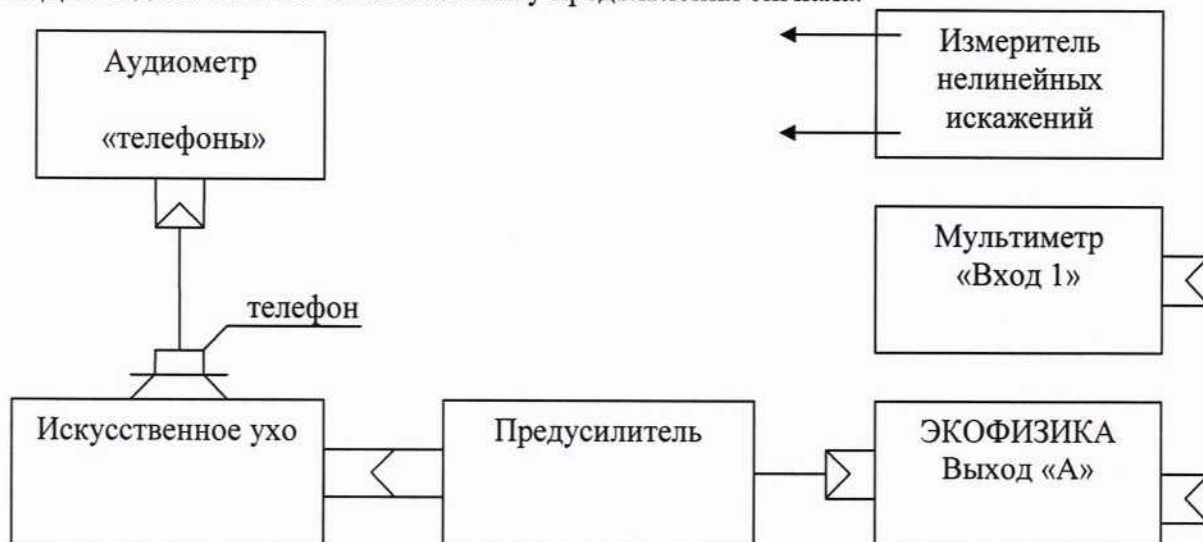 Аудиометр
«телефоны»
Измеритель
нелинейных
искажений
Мультиметр
«Вход 1»
телефон
Искусственное ухо
Предусилитель
ЭКОФИЗИКА
Выход «А»